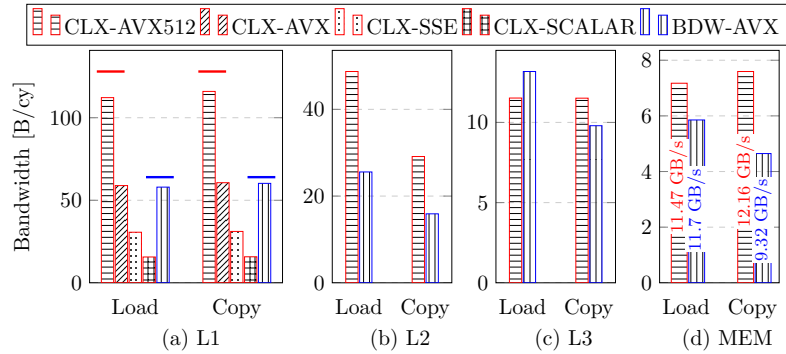 CLX-AVX512 CLX-AVX CLX-SSE CLX-SCALAR BDW-AVX
Bandwidth [B/cy]
0
50
100
Load Copy
(a) L1
0
20
40
Load Copy
(b) L2
0
5
10
Load Copy
(c) L3
0
2
4
6
8
11.47 GB/s
11.7 GB/s
12.16 GB/s
9.32 GB/s
Load Copy
(d) MEM